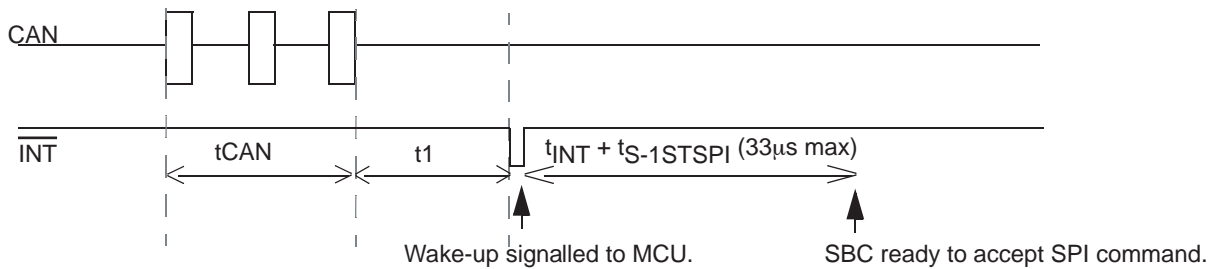 CAN
INT
tCAN
t1
tINT + tS-1STSPI (33μs max)
Wake-up signalled to MCU.
SBC ready to accept SPI command.